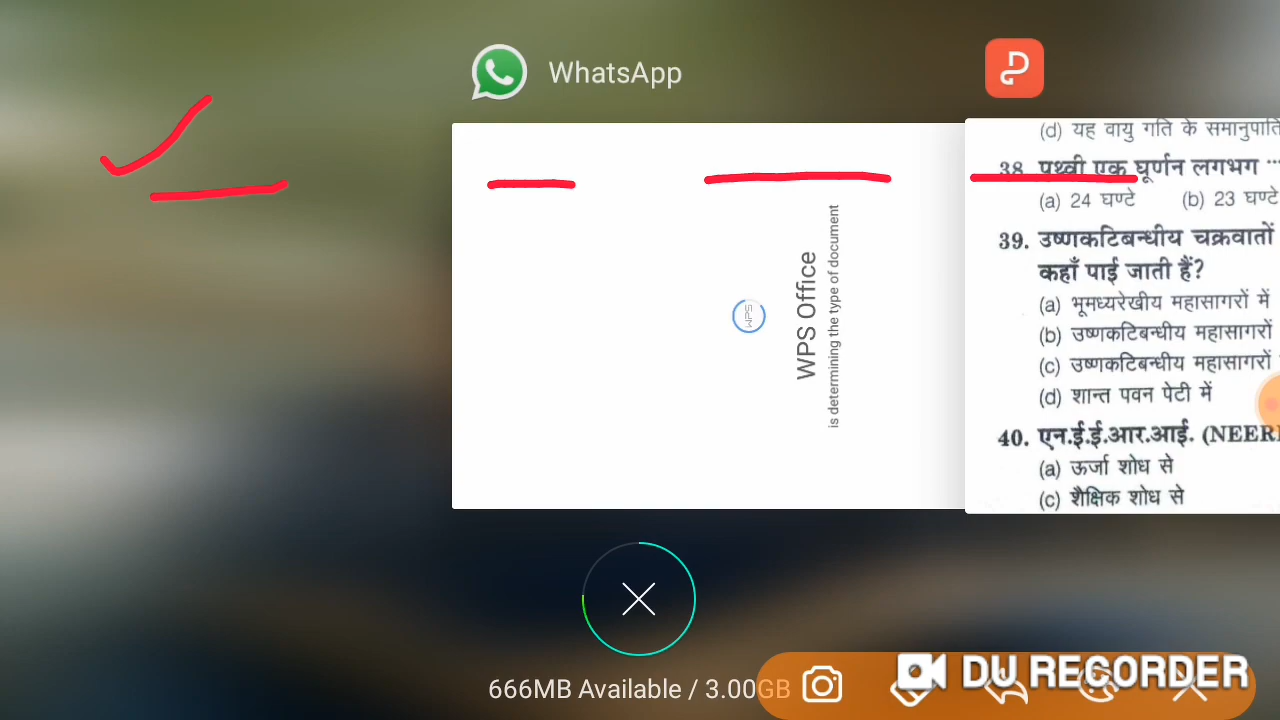 WhatsApp
WPS Office
is determining the type of document
(d) यह वायु गति के समानुपाति
38 पृथ्वी एक घूर्णन लगभग ...
(a) 24 घण्टे (b) 23 घण्टे
39. उष्णकटिबन्धीय चक्रवातों
कहाँ पाई जाती हैं?
(a) भूमध्यरेखीय महासागरों में
(b) उष्णकटिबन्धीय महासागरों
(c) उष्णकटिबन्धीय महासागरों
(d) शान्त पवन पेटी में
40. एन.ई.ई.आर.आई. (NEERI
(a) ऊर्जा शोध से
(c) शैक्षिक शोध से
666MB Available / 3.00GB
DU RECORDER